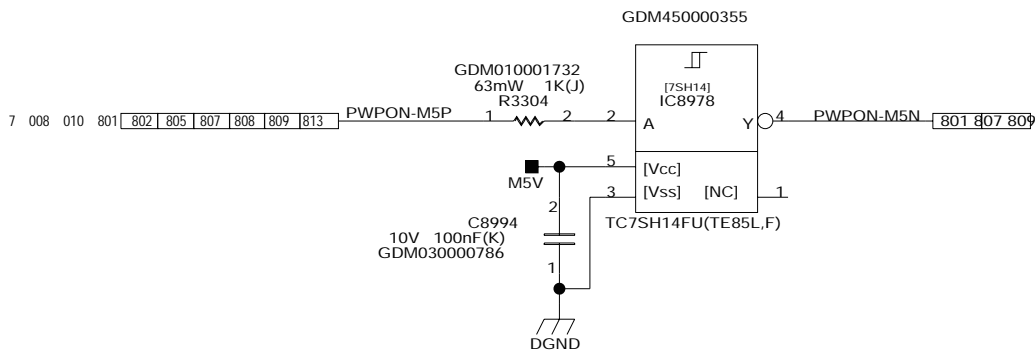 GDM450000355
GDM010001732
63mW 1K(J)
R3304
[7SH14]
IC8978
7 008 010 801 802 805 807 808 809 813
PWPON-M5P
1 2 2
A Y 4
PWPON-M5N
801 807 809
M5V
5 [Vcc]
3 [Vss] [NC] 1
TC7SH14FU(TE85L,F)
2
C8994
10V 100nF(K)
GDM030000786
1
DGND